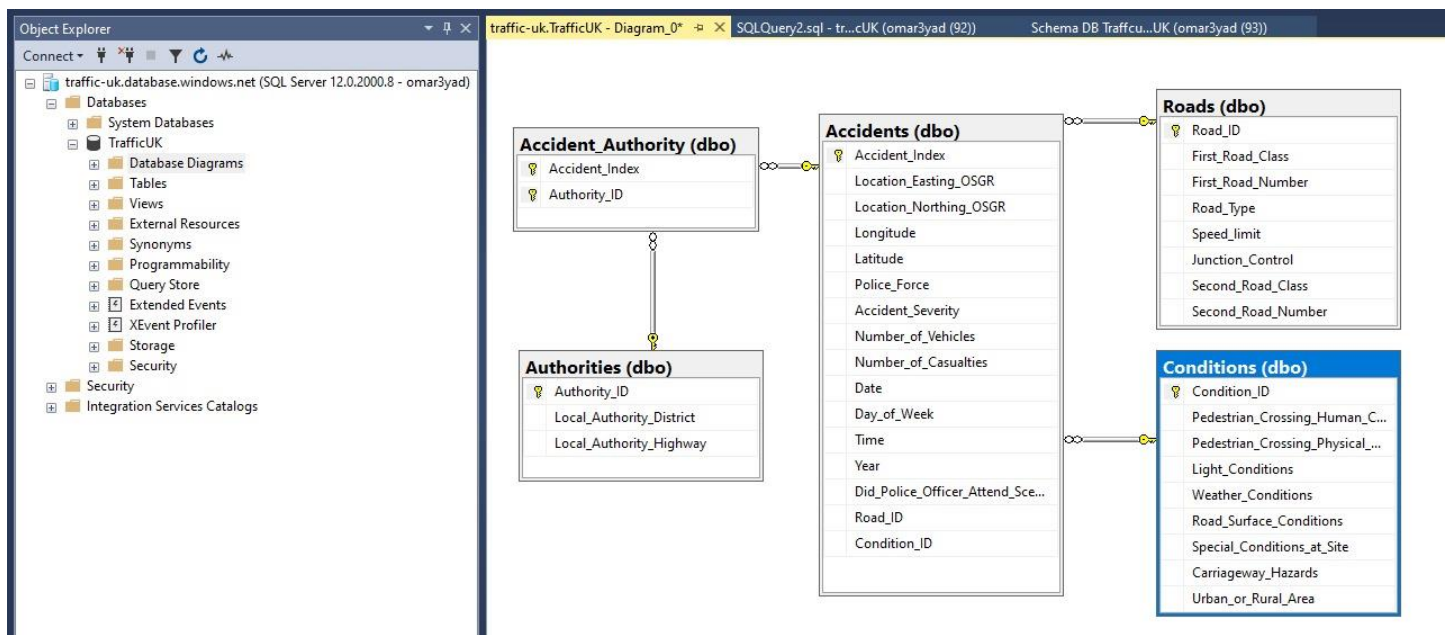 Object Explorer
Connect
traffic-uk.database.windows.net (SQL Server 12.0.2000.8 - omar3yad)
Databases
System Databases
TrafficUK
Database Diagrams
Tables
Views
External Resources
Synonyms
Programmability
Query Store
Extended Events
XEvent Profiler
Storage
Security
Security
Integration Services Catalogs
traffic-uk.TrafficUK - Diagram_0*
SQLQuery2.sql - tr...cUK (omar3yad (92))
Schema DB Traffcu...UK (omar3yad (93))
Accident_Authority (dbo)
Accident_Index
Authority_ID
Authorities (dbo)
Authority_ID
Local_Authority_District
Local_Authority_Highway
Accidents (dbo)
Accident_Index
Location_Easting_OSGR
Location_Northing_OSGR
Longitude
Latitude
Police_Force
Accident_Severity
Number_of_Vehicles
Number_of_Casualties
Date
Day_of_Week
Time
Year
Did_Police_Officer_Attend_Sce...
Road_ID
Condition_ID
Roads (dbo)
Road_ID
First_Road_Class
First_Road_Number
Road_Type
Speed_limit
Junction_Control
Second_Road_Class
Second_Road_Number
Conditions (dbo)
Condition_ID
Pedestrian_Crossing_Human_C...
Pedestrian_Crossing_Physical_...
Light_Conditions
Weather_Conditions
Road_Surface_Conditions
Special_Conditions_at_Site
Carriageway_Hazards
Urban_or_Rural_Area